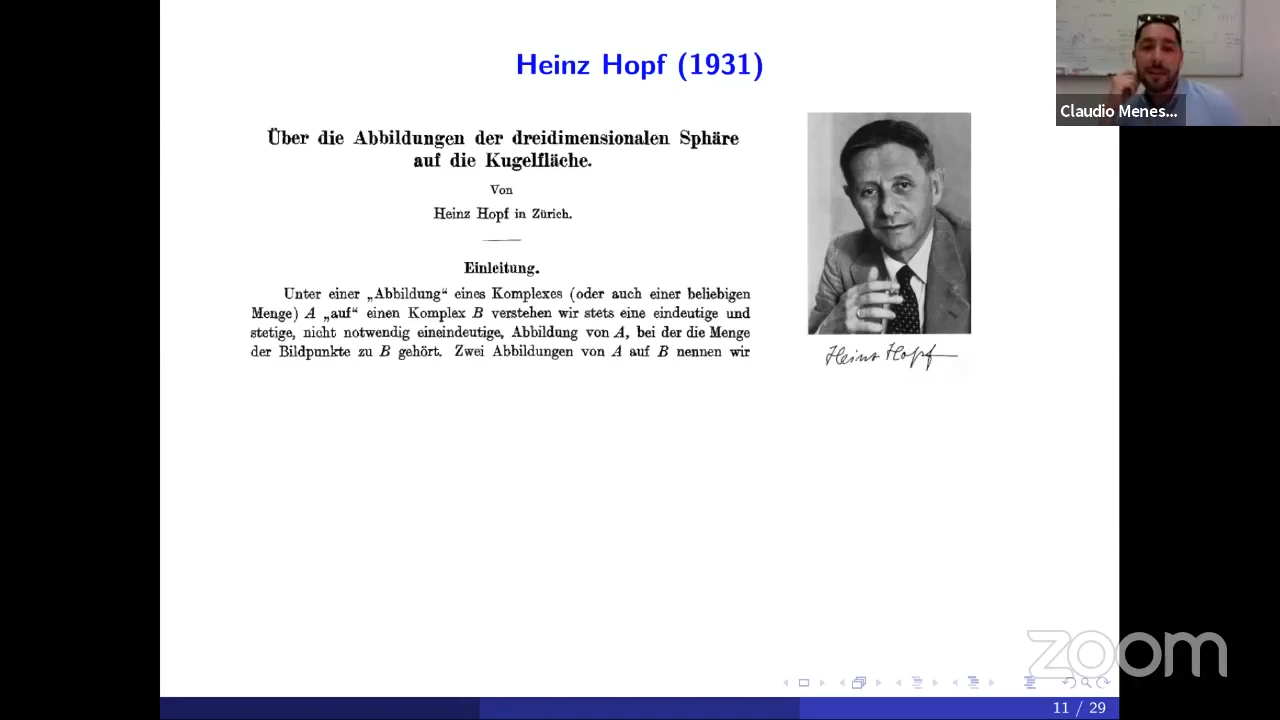 Heinz Hopf (1931)
Claudio Menes...
Über die Abbildungen der dreidimensionalen Sphäre
auf die Kugelfläche.
Von
Heinz Hopf in Zürich.
Einleitung.
Unter einer „Abbildung“ eines Komplexes (oder auch einer beliebigen
Menge) A „auf“ einen Komplex B verstehen wir stets eine eindeutige und
stetige, nicht notwendig eineindeutige, Abbildung von A, bei der die Menge
der Bildpunkte zu B gehört. Zwei Abbildungen von A auf B nennen wir
Heinz Hopf
zoom
11 / 29